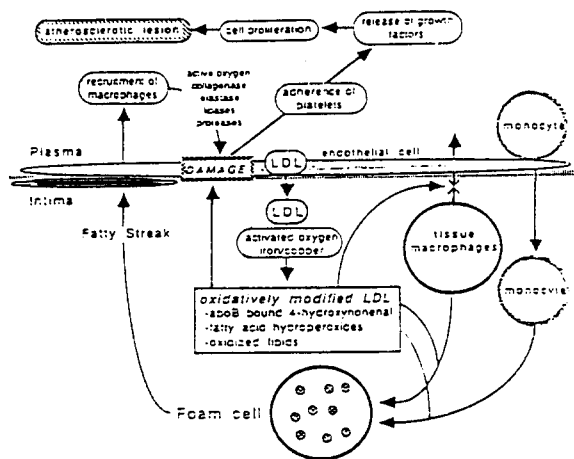 atherosclerotic lesion
cell proliferation
release of growth
factors
recruitment of
macrophages
active oxygen
collagenase
elastase
lipases
proteases
adherence of
platelets
monocyte
Plasma
DAMAGE
LDL
endothelial cell
Intima
LDL
Fatty Streak
activated oxygen
iron/copper
tissue
macrophages
monocyte
oxidatively modified LDL
-apoB bound 4-hydroxynonenal
-fatty acid hydroperoxides
-oxidized lipids
Foam cell